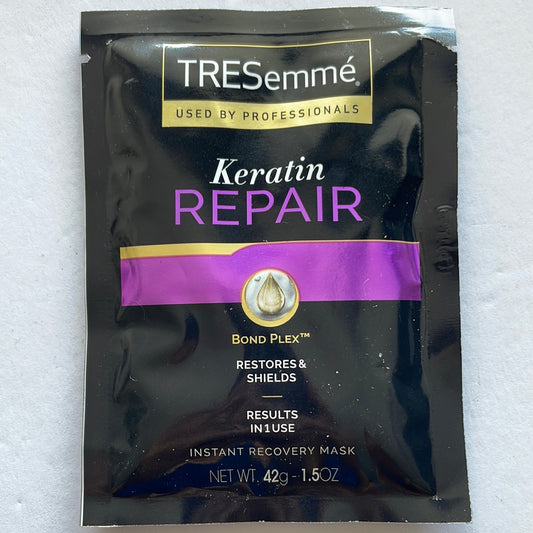 TRESemmé®
USED BY PROFESSIONALS
Keratin
REPAIR
BOND PLEX™
RESTORES &
SHIELDS
RESULTS
IN 1 USE
INSTANT RECOVERY MASK
NET WT. 42g - 1.5OZ